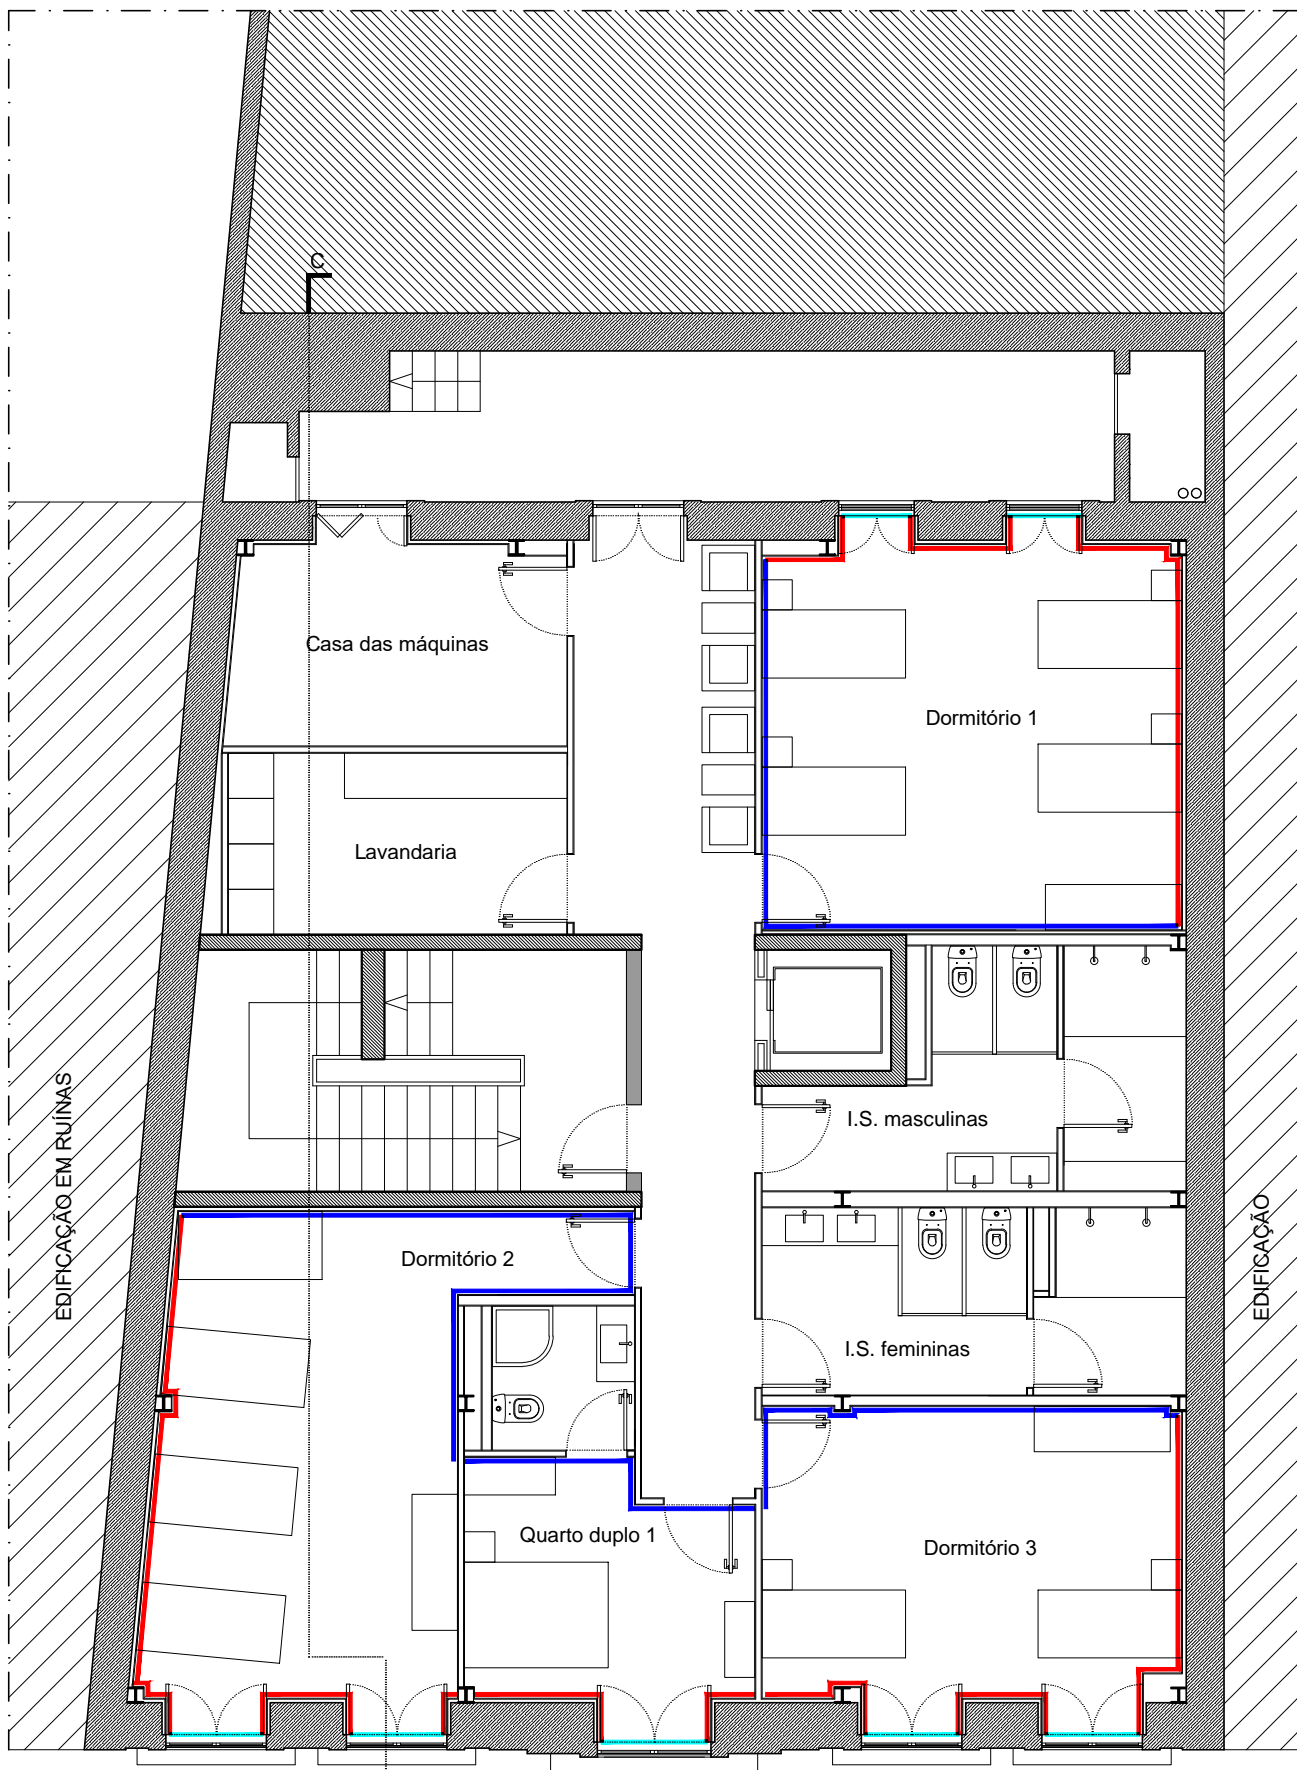 C
Casa das máquinas
Dormitório 1
Lavandaria
EDIFICAÇÃO EM RUÍNAS
I.S. masculinas
EDIFICAÇÃO
Dormitório 2
I.S. femininas
Quarto duplo 1
Dormitório 3